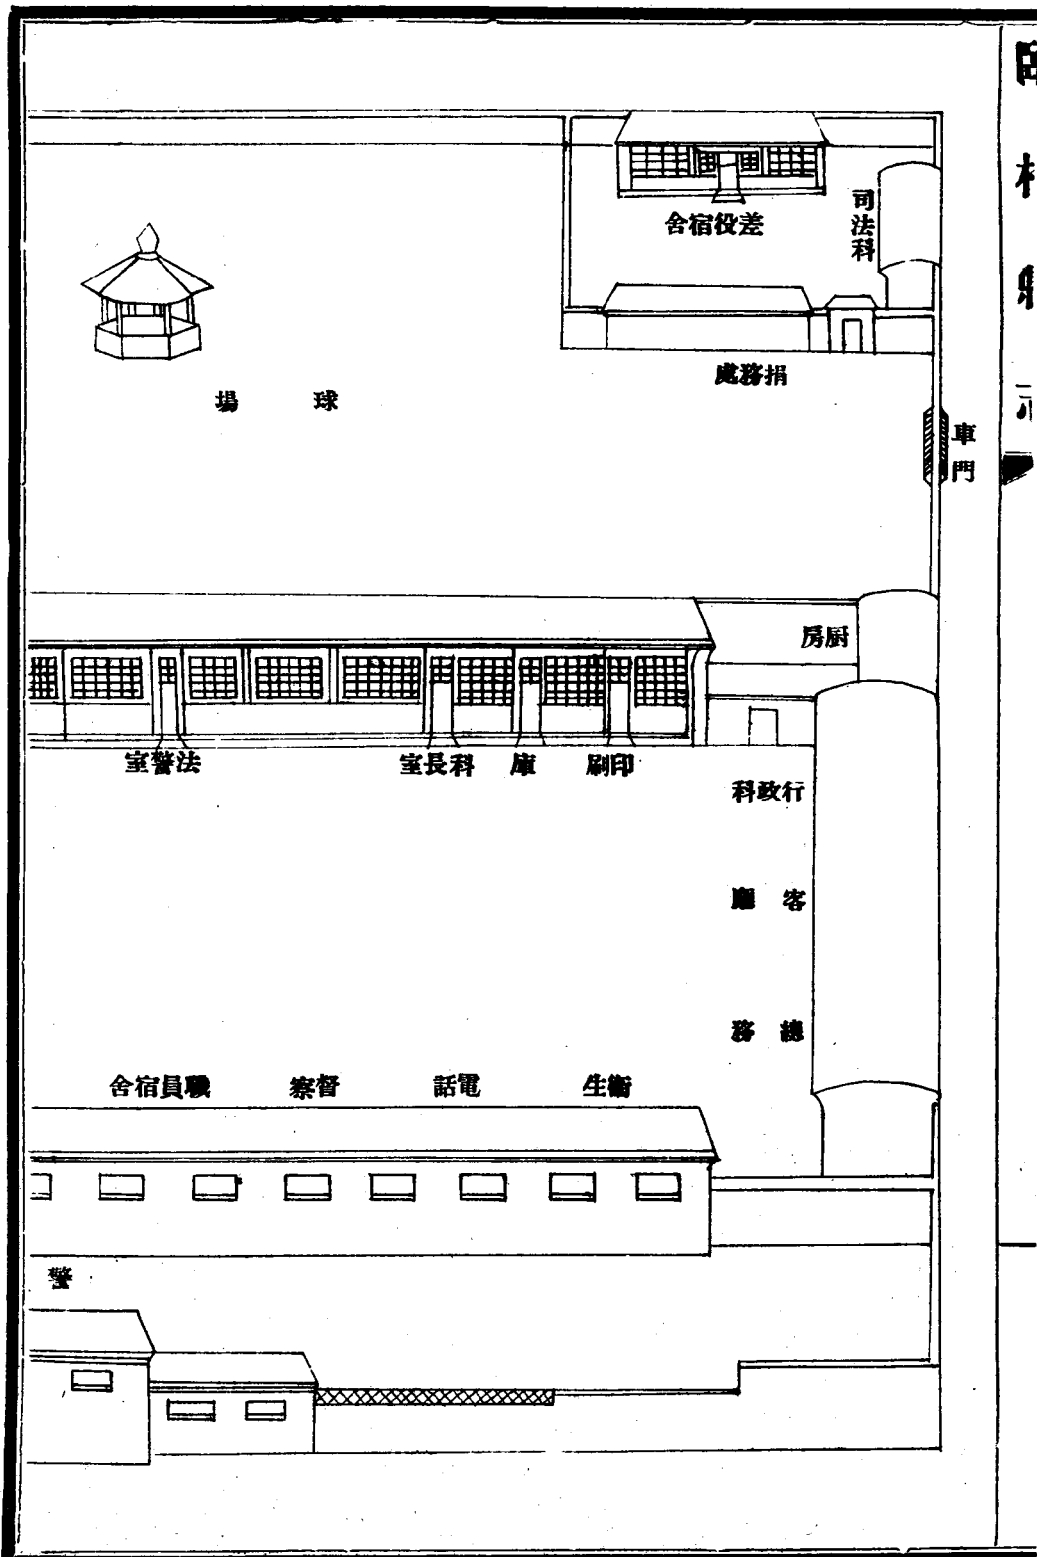 差役宿舍
司法科
捐務處
球場
車門
厨房
印刷
庫
科長室
法警室
行政科
客廳
總務
衛生
電話
督察
職員宿舍
警